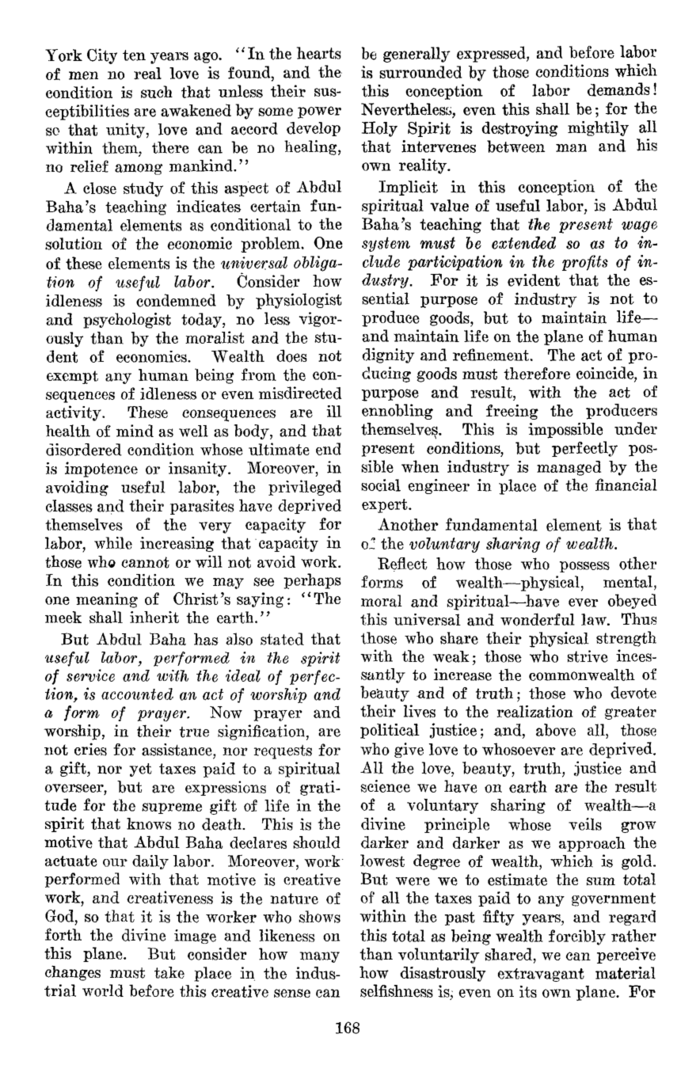 York City ten years ago. "In the hearts
of men no real love is found, and the
condition is such that unless their sus-
ceptibilities are awakened by some power
so that unity, love and accord develop
within them, there can be no healing,
no relief among mankind."
A close study of this aspect of Abdul
Baha's teaching indicates certain fun-
damental elements as conditional to the
solution of the economic problem. One
of these elements is the universal obliga-
tion of useful labor. Consider how
idleness is condemned by physiologist
and psychologist today, no less vigor-
ously than by the moralist and the stu-
dent of economics. Wealth does not
exempt any human being from the con-
sequences of idleness or even misdirected
activity. These consequences are ill
health of mind as well as body, and that
disordered condition whose ultimate end
is impotence or insanity. Moreover, in
avoiding useful labor, the privileged
classes and their parasites have deprived
themselves of the very capacity for
labor, while increasing that capacity in
those who cannot or will not avoid work.
In this condition we may see perhaps
one meaning of Christ's saying: "The
meek shall inherit the earth."
But Abdul Baha has also stated that
useful labor, performed in the spirit
of service and with the ideal of perfec-
tion, is accounted an act of worship and
a form of prayer. Now prayer and
worship, in their true signification, are
not cries for assistance, nor requests for
a gift, nor yet taxes paid to a spiritual
overseer, but are expressions of grati-
tude for the supreme gift of life in the
spirit that knows no death. This is the
motive that Abdul Baha declares should
actuate our daily labor. Moreover, work
performed with that motive is creative
work, and creativeness is the nature of
God, so that it is the worker who shows
forth the divine image and likeness on
this plane. But consider how many
changes must take place in the indus-
trial world before this creative sense can
be generally expressed, and before labor
is surrounded by those conditions which
this conception of labor demands!
Nevertheless, even this shall be; for the
Holy Spirit is destroying mightily all
that intervenes between man and his
own reality.
Implicit in this conception of the
spiritual value of useful labor, is Abdul
Baha's teaching that the present wage
system must be extended so as to in-
clude participation in the profits of in-
dustry. For it is evident that the es-
sential purpose of industry is not to
produce goods, but to maintain life—
and maintain life on the plane of human
dignity and refinement. The act of pro-
ducing goods must therefore coincide, in
purpose and result, with the act of
ennobling and freeing the producers
themselves. This is impossible under
present conditions, but perfectly pos-
sible when industry is managed by the
social engineer in place of the financial
expert.
Another fundamental element is that
of the voluntary sharing of wealth.
Reflect how those who possess other
forms of wealth—physical, mental,
moral and spiritual—have ever obeyed
this universal and wonderful law. Thus
those who share their physical strength
with the weak; those who strive inces-
santly to increase the commonwealth of
beauty and of truth; those who devote
their lives to the realization of greater
political justice; and, above all, those
who give love to whosoever are deprived.
All the love, beauty, truth, justice and
science we have on earth are the result
of a voluntary sharing of wealth—a
divine principle whose veils grow
darker and darker as we approach the
lowest degree of wealth, which is gold.
But were we to estimate the sum total
of all the taxes paid to any government
within the past fifty years, and regard
this total as being wealth forcibly rather
than voluntarily shared, we can perceive
how disastrously extravagant material
selfishness is, even on its own plane. For
168